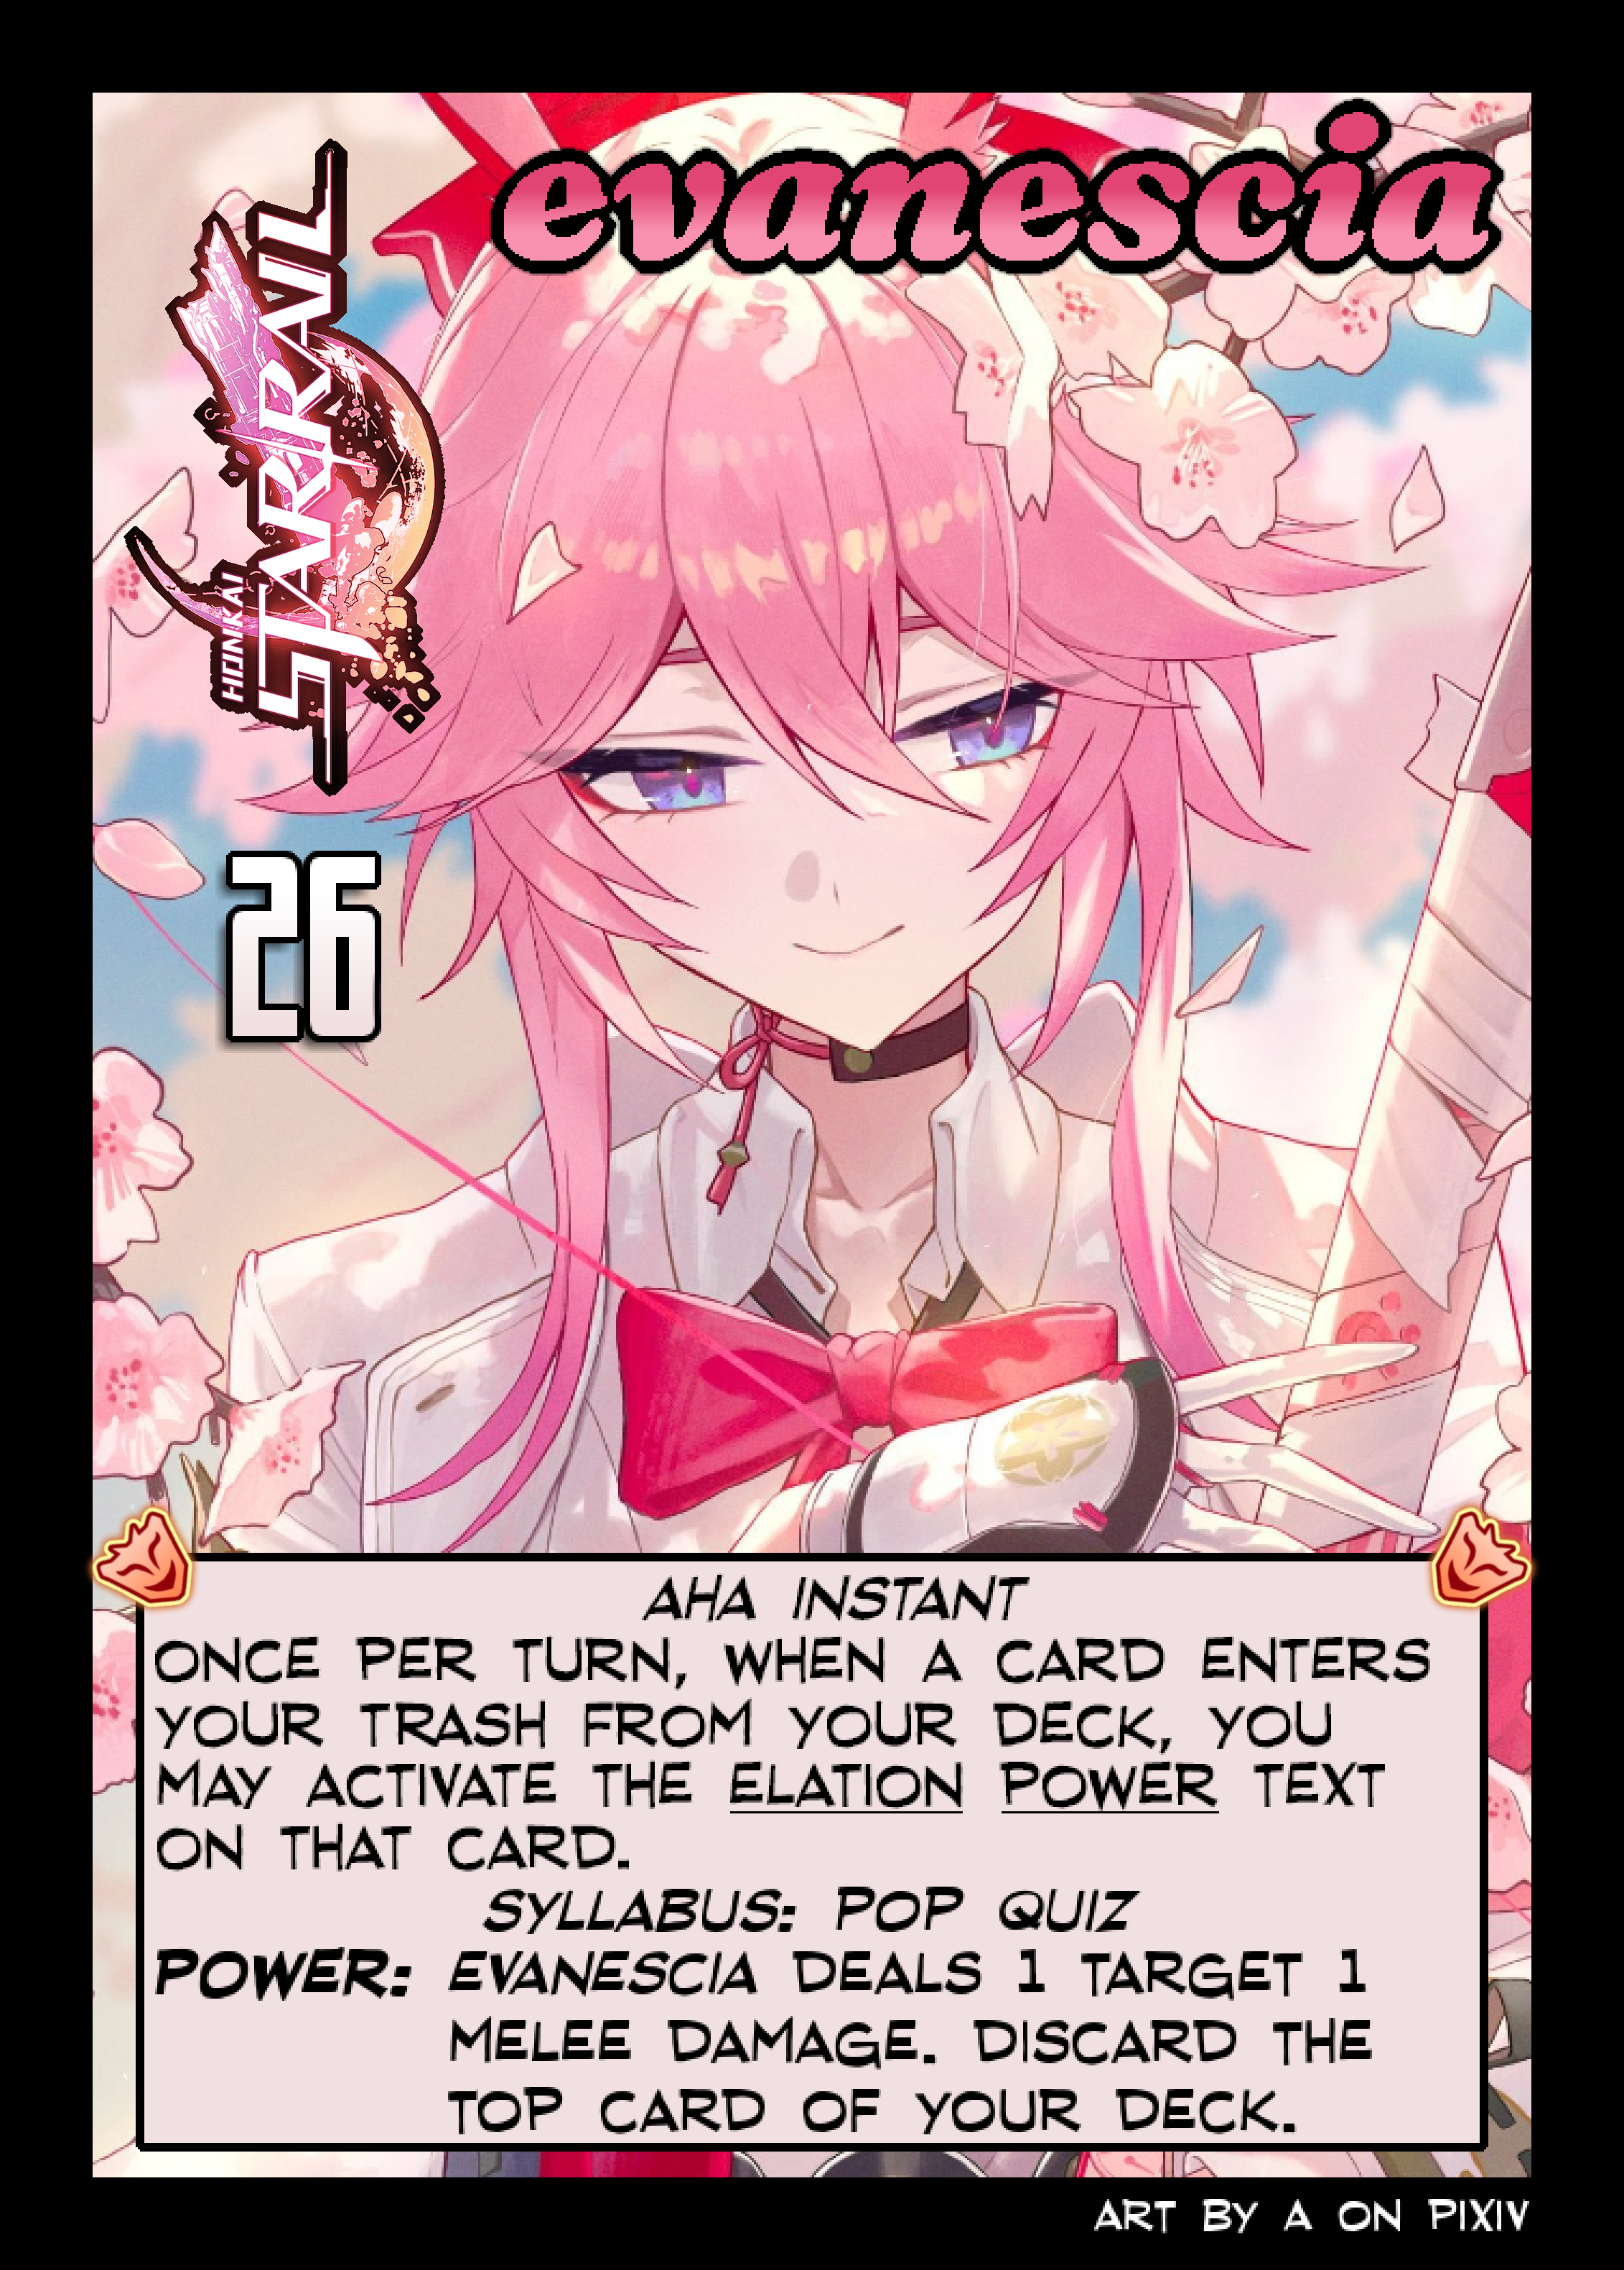 evanescia
HONKAI
STARRAIL
26
AHA INSTANT
ONCE PER TURN, WHEN A CARD ENTERS
YOUR TRASH FROM YOUR DECK, YOU
MAY ACTIVATE THE ELATION POWER TEXT
ON THAT CARD.
SYLLABUS: POP QUIZ
POWER: EVANESCIA DEALS 1 TARGET 1
MELEE DAMAGE. DISCARD THE
TOP CARD OF YOUR DECK.
ART BY A ON PIXIV